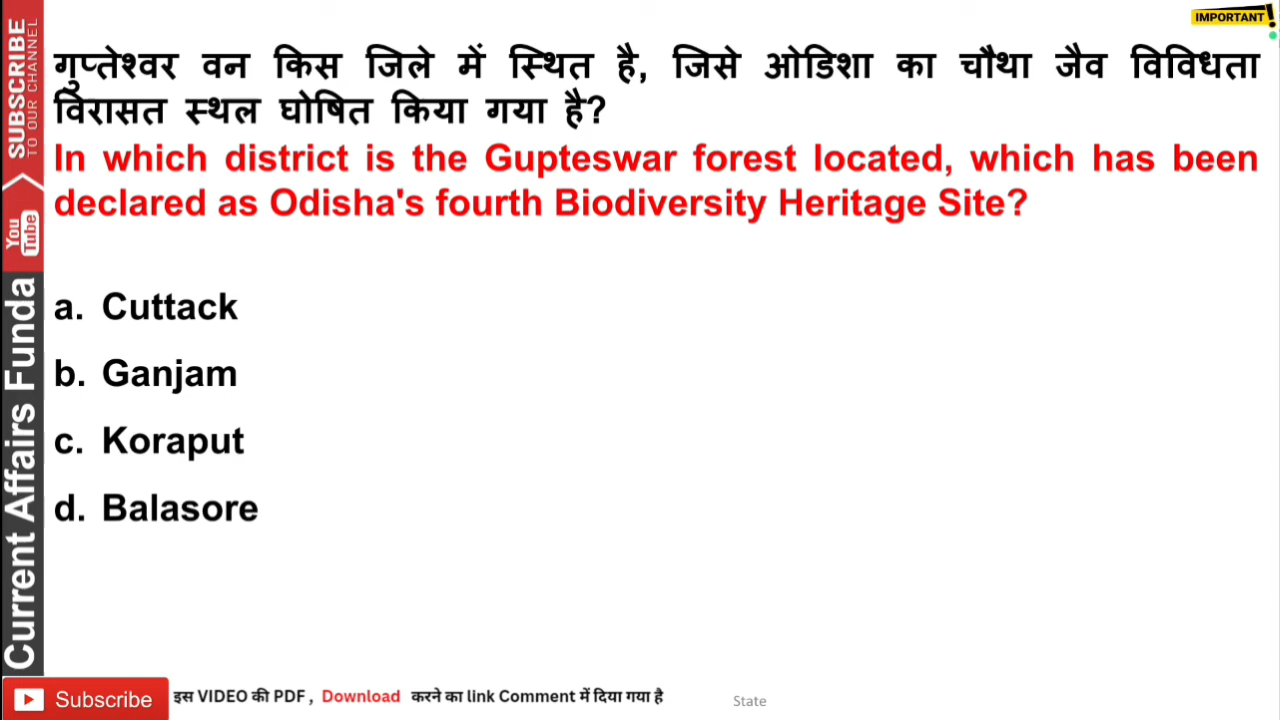 IMPORTANT!
गुप्तेश्वर वन किस जिले में स्थित है, जिसे ओडिशा का चौथा जैव विविधता
विरासत स्थल घोषित किया गया है?
In which district is the Gupteswar forest located, which has been
declared as Odisha's fourth Biodiversity Heritage Site?
a. Cuttack
b. Ganjam
c. Koraput
d. Balasore
SUBSCRIBE
TO OUR CHANNEL
You
Tube
Current Affairs Funda
Subscribe
इस VIDEO की PDF , Download करने का link Comment में दिया गया है
State